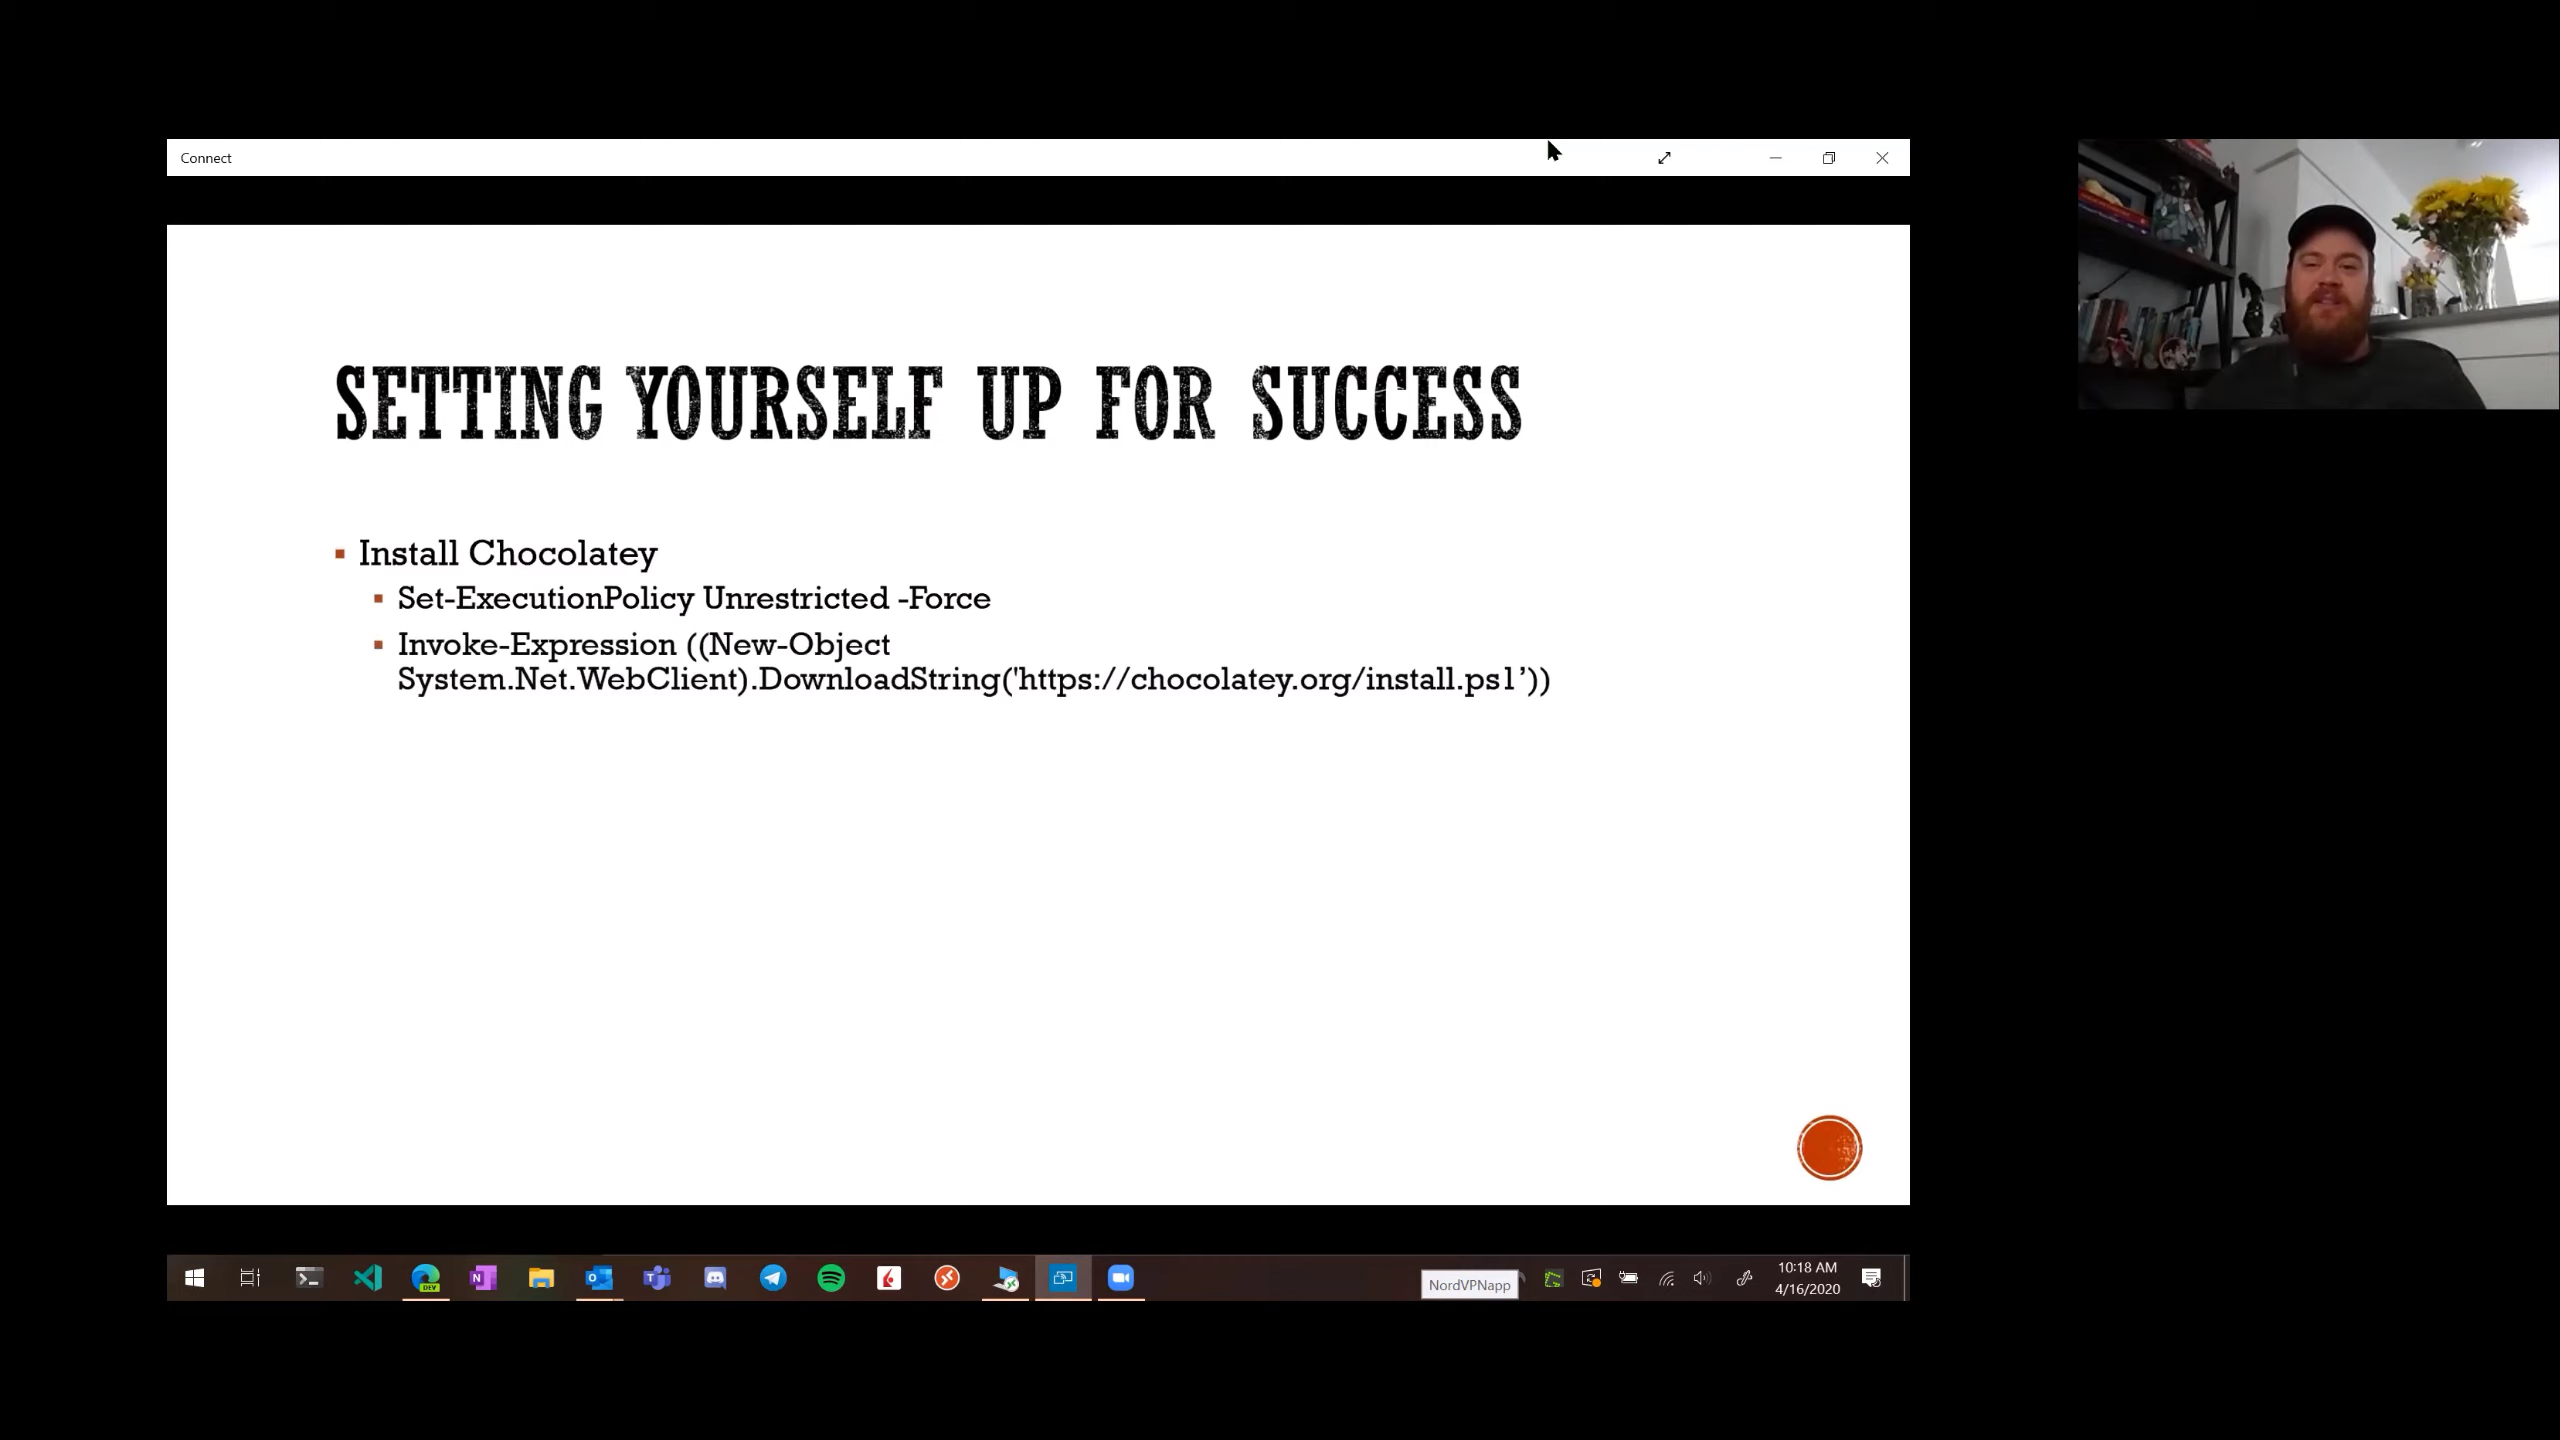 Connect
SETTING YOURSELF UP FOR SUCCESS
Install Chocolatey
Set-ExecutionPolicy Unrestricted -Force
Invoke-Expression ((New-Object
System.Net.WebClient).DownloadString('https://chocolatey.org/install.ps1’))
DEV
N
O
T
NordVPNapp
10:18 AM
4/16/2020